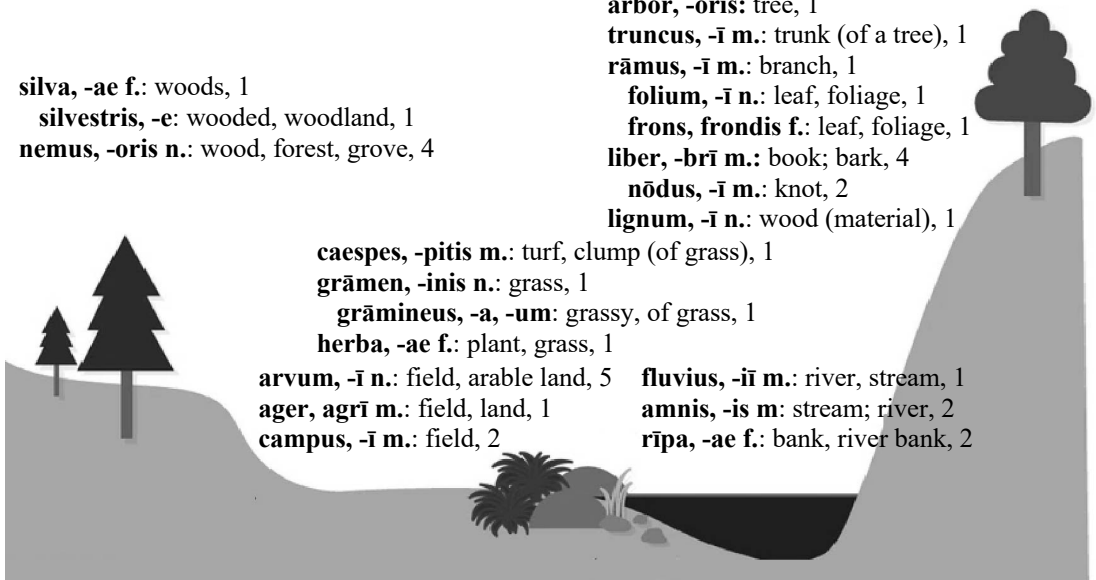 arbor, -oris: tree, 1
truncus, -ī m.: trunk (of a tree), 1
rāmus, -ī m.: branch, 1
folium, -ī n.: leaf, foliage, 1
frons, frondis f.: leaf, foliage, 1
liber, -brī m.: book; bark, 4
nōdus, -ī m.: knot, 2
lignum, -ī n.: wood (material), 1
silva, -ae f.: woods, 1
silvestris, -e: wooded, woodland, 1
nemus, -oris n.: wood, forest, grove, 4
caespes, -pitis m.: turf, clump (of grass), 1
grāmen, -inis n.: grass, 1
grāmineus, -a, -um: grassy, of grass, 1
herba, -ae f.: plant, grass, 1
arvum, -ī n.: field, arable land, 5
ager, agrī m.: field, land, 1
campus, -ī m.: field, 2
fluvius, -iī m.: river, stream, 1
amnis, -is m: stream; river, 2
rīpa, -ae f.: bank, river bank, 2